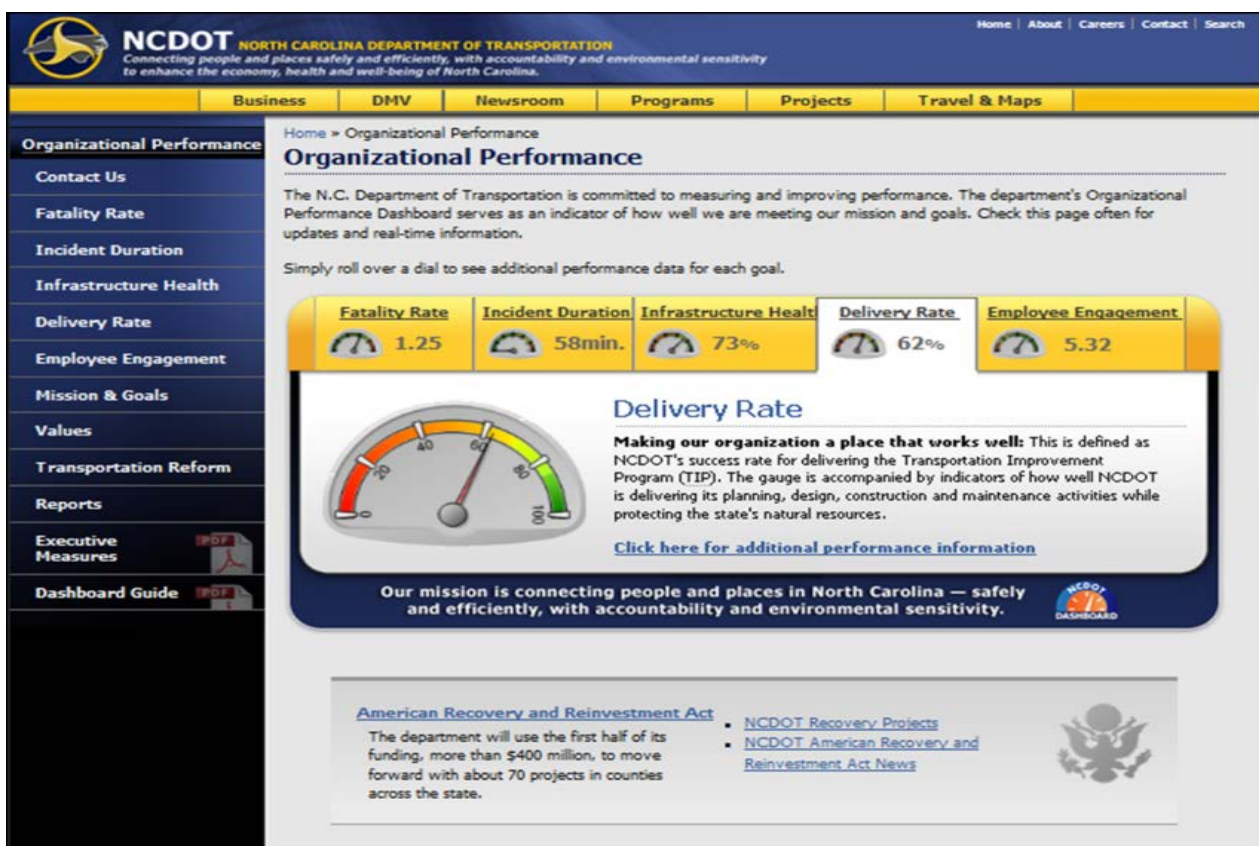 Home | About | Careers | Contact | Search
NCDOT NORTH CAROLINA DEPARTMENT OF TRANSPORTATION
Connecting people and places safely and efficiently, with accountability and environmental sensitivity
to enhance the economy, health and well-being of North Carolina.
Business DMV Newsroom Programs Projects Travel & Maps
Organizational Performance
Contact Us
Fatality Rate
Incident Duration
Infrastructure Health
Delivery Rate
Employee Engagement
Mission & Goals
Values
Transportation Reform
Reports
Executive
Measures
PDF
Dashboard Guide
PDF
Home » Organizational Performance
Organizational Performance
The N.C. Department of Transportation is committed to measuring and improving performance. The department's Organizational
Performance Dashboard serves as an indicator of how well we are meeting our mission and goals. Check this page often for
updates and real-time information.
Simply roll over a dial to see additional performance data for each goal.
Fatality Rate Incident Duration Infrastructure Healt Delivery Rate Employee Engagement
1.25 58min. 73% 62% 5.32
0 20 40 60 80 100
Delivery Rate
Making our organization a place that works well: This is defined as
NCDOT's success rate for delivering the Transportation Improvement
Program (TIP). The gauge is accompanied by indicators of how well NCDOT
is delivering its planning, design, construction and maintenance activities while
protecting the state's natural resources.
Click here for additional performance information
Our mission is connecting people and places in North Carolina — safely
and efficiently, with accountability and environmental sensitivity.
NCDOT
DASHBOARD
American Recovery and Reinvestment Act
The department will use the first half of its
funding, more than $400 million, to move
forward with about 70 projects in counties
across the state.
▪ NCDOT Recovery Projects
▪ NCDOT American Recovery and
Reinvestment Act News